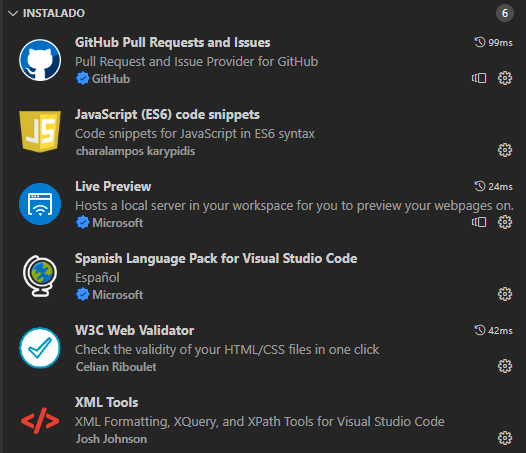 INSTALADO 6
GitHub Pull Requests and Issues 99ms
Pull Request and Issue Provider for GitHub
GitHub
JS
JavaScript (ES6) code snippets
Code snippets for JavaScript in ES6 syntax
charalampos karypidis
Live Preview 24ms
Hosts a local server in your workspace for you to preview your webpages on.
Microsoft
Spanish Language Pack for Visual Studio Code
Español
Microsoft
W3C Web Validator 42ms
Check the validity of your HTML/CSS files in one click
Celian Riboulet
</>
XML Tools
XML Formatting, XQuery, and XPath Tools for Visual Studio Code
Josh Johnson